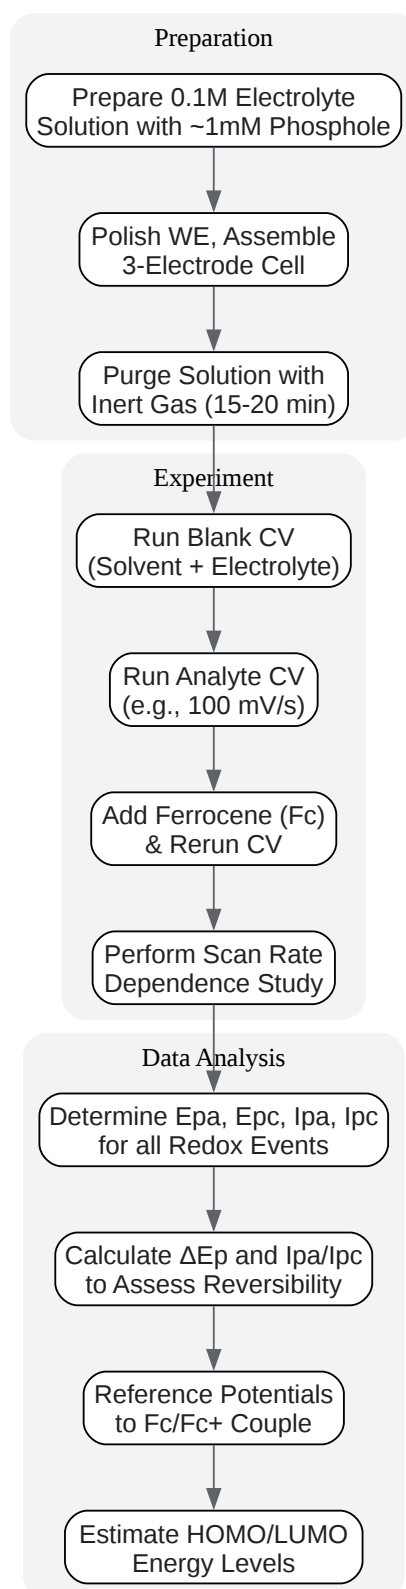 Preparation
Prepare 0.1M Electrolyte
Solution with ~1mM Phosphole
Polish WE, Assemble
3-Electrode Cell
Purge Solution with
Inert Gas (15-20 min)
Experiment
Run Blank CV
(Solvent + Electrolyte)
Run Analyte CV
(e.g., 100 mV/s)
Add Ferrocene (Fc)
& Rerun CV
Perform Scan Rate
Dependence Study
Data Analysis
Determine Epa, Epc, Ipa, Ipc
for all Redox Events
Calculate ΔEp and Ipa/Ipc
to Assess Reversibility
Reference Potentials
to Fc/Fc+ Couple
Estimate HOMO/LUMO
Energy Levels